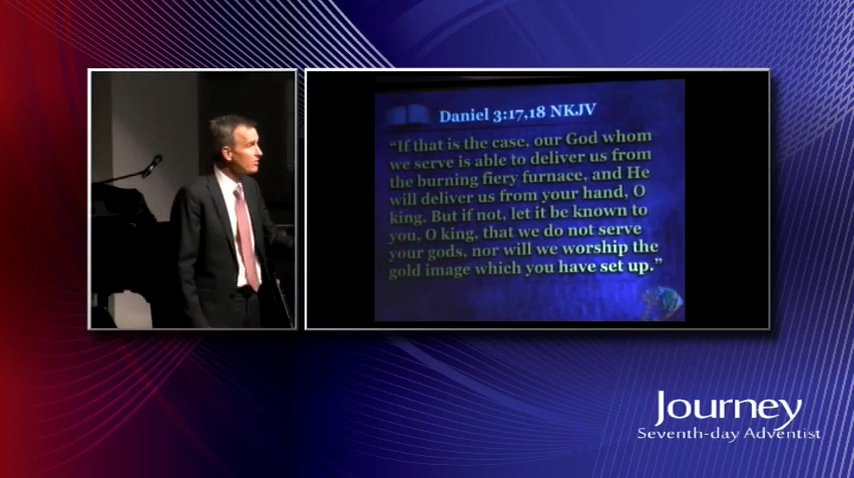 Daniel 3:17,18 NKJV
“If that is the case, our God whom
we serve is able to deliver us from
the burning fiery furnace, and He
will deliver us from your hand, O
king. But if not, let it be known to
you, O king, that we do not serve
your gods, nor will we worship the
gold image which you have set up.”
Journey
Seventh-day Adventist